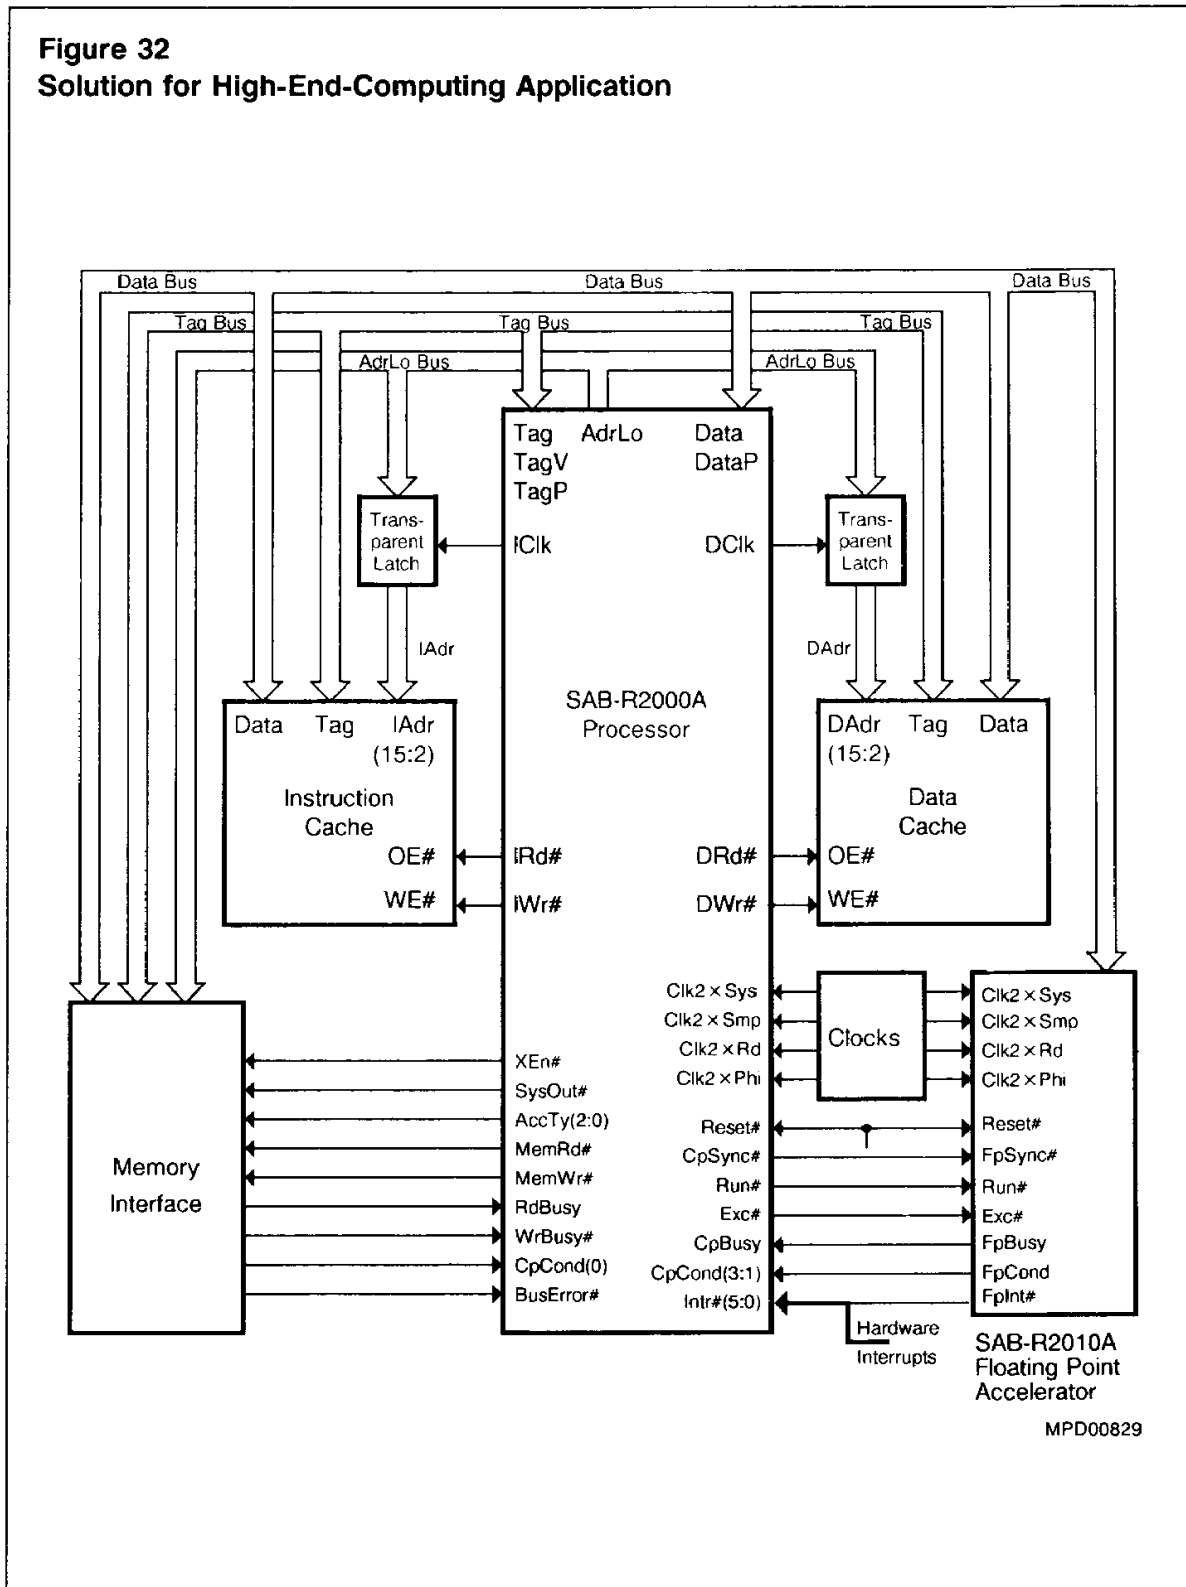 Figure 32
Solution for High-End-Computing Application
Data Bus
Data Bus
Data Bus
Tag Bus
Tag Bus
Tag Bus
AdrLo Bus
AdrLo Bus
Tag AdrLo Data
TagV DataP
TagP
Trans-
parent
Latch
IClk
DClk
Trans-
parent
Latch
IAdr
DAdr
SAB-R2000A
Processor
Data Tag IAdr
(15:2)
Instruction
Cache
OE#
WE#
IRd#
IWr#
DRd#
DWr#
DAdr Tag Data
(15:2)
Data
Cache
OE#
WE#
Memory
Interface
XEn#
SysOut#
AccTy(2:0)
MemRd#
MemWr#
RdBusy
WrBusy#
CpCond(0)
BusError#
Clk2×Sys
Clk2×Smp
Clk2×Rd
Clk2×Phi
Reset#
CpSync#
Run#
Exc#
CpBusy
CpCond(3:1)
Intr#(5:0)
Clocks
Hardware
Interrupts
Clk2×Sys
Clk2×Smp
Clk2×Rd
Clk2×Phi
Reset#
FpSync#
Run#
Exc#
FpBusy
FpCond
FpInt#
SAB-R2010A
Floating Point
Accelerator
MPD00829